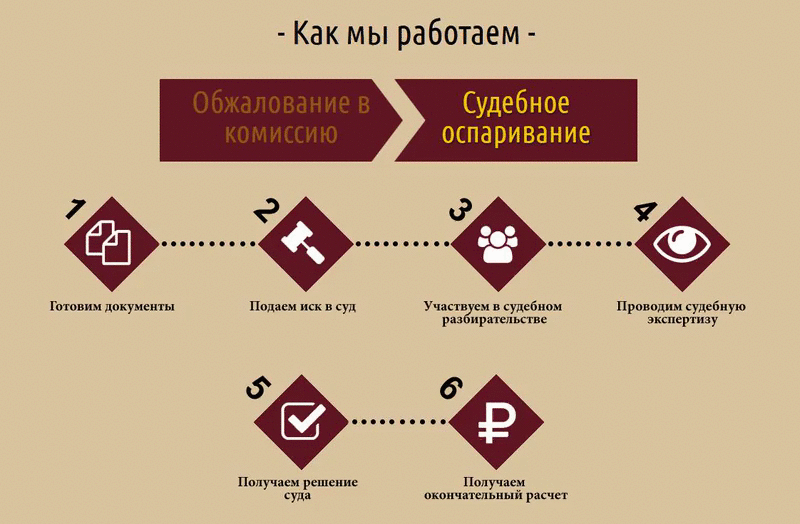 - Как мы работаем -
Обжалование в
комиссию
Судебное
оспаривание
1
2
3
4
Готовим документы
Подаем иск в суд
Участвуем в судебном
разбирательстве
Проводим судебную
экспертизу
5
6
Получаем решение
суда
Получаем
окончательный расчет